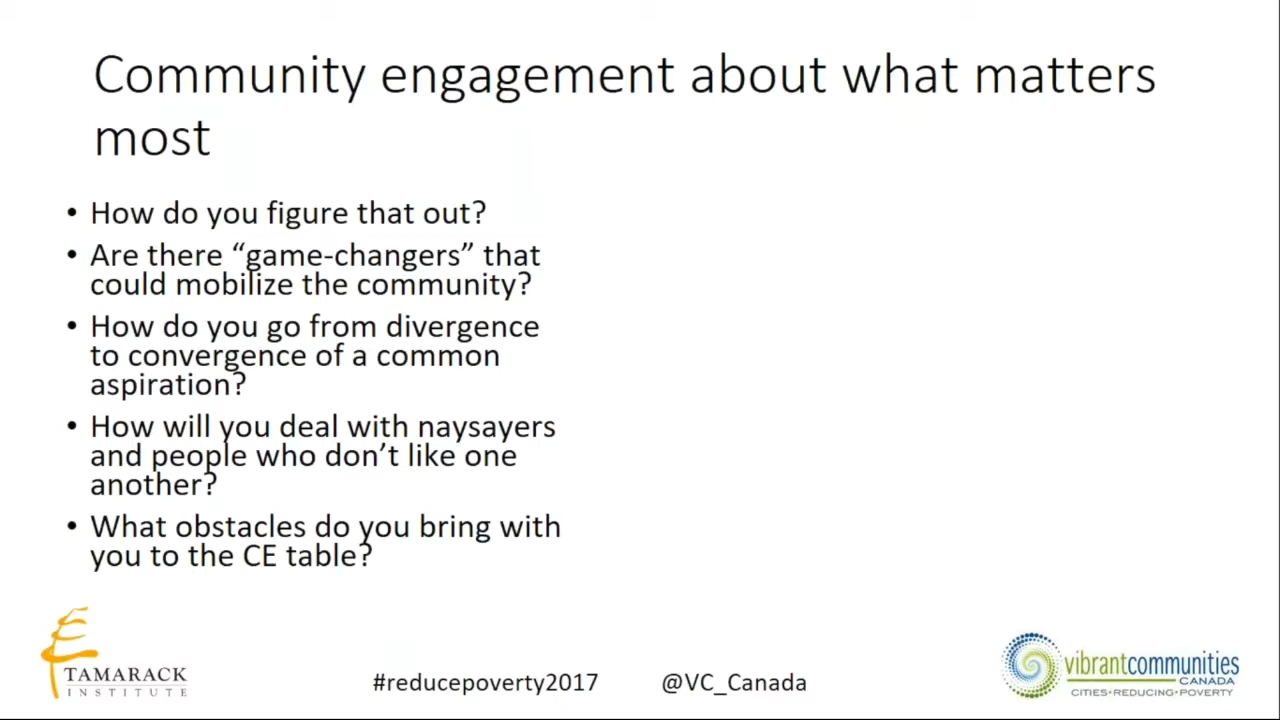 Community engagement about what matters
most
• How do you figure that out?
• Are there “game-changers” that
could mobilize the community?
• How do you go from divergence
to convergence of a common
aspiration?
• How will you deal with naysayers
and people who don’t like one
another?
• What obstacles do you bring with
you to the CE table?
TAMARACK
INSTITUTE
#reducepoverty2017 @VC_Canada
vibrantcommunities
CANADA
CITIES•REDUCING•POVERTY